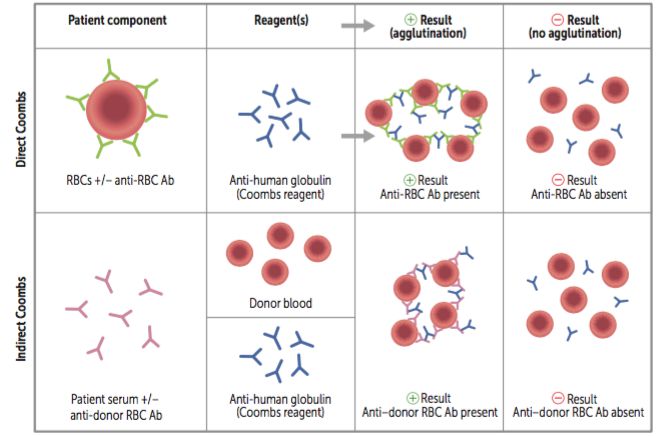 Patient component
Reagent(s)
⊕ Result
(agglutination)
⊖ Result
(no agglutination)
Direct Coombs
RBCs +/– anti-RBC Ab
Anti-human globulin
(Coombs reagent)
⊕ Result
Anti-RBC Ab present
⊖ Result
Anti-RBC Ab absent
Indirect Coombs
Patient serum +/–
anti-donor RBC Ab
Donor blood
Anti-human globulin
(Coombs reagent)
⊕ Result
Anti–donor RBC Ab present
⊖ Result
Anti–donor RBC Ab absent